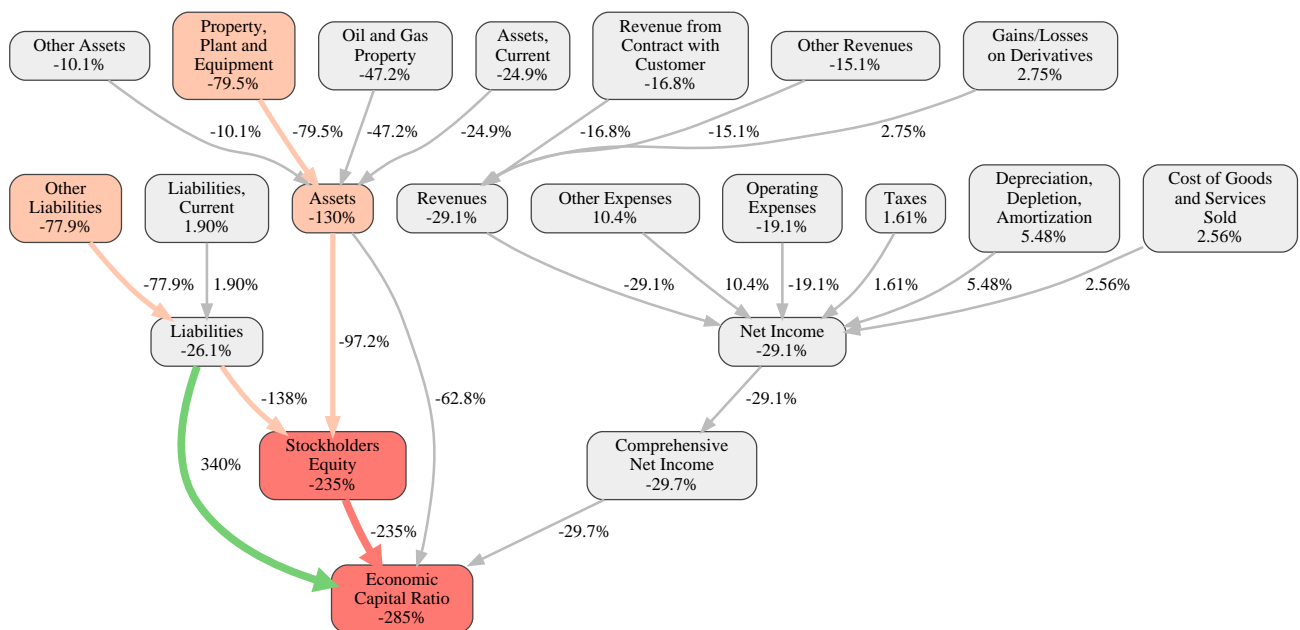 Other Assets
-10.1%
Property,
Plant and
Equipment
-79.5%
Oil and Gas
Property
-47.2%
Assets,
Current
-24.9%
Revenue from
Contract with
Customer
-16.8%
Other Revenues
-15.1%
Gains/Losses
on Derivatives
2.75%
-10.1%
-79.5%
-47.2%
-24.9%
-16.8%
-15.1%
2.75%
Other
Liabilities
-77.9%
Liabilities,
Current
1.90%
Assets
-130%
Revenues
-29.1%
Other Expenses
10.4%
Operating
Expenses
-19.1%
Taxes
1.61%
Depreciation,
Depletion,
Amortization
5.48%
Cost of Goods
and Services
Sold
2.56%
-77.9%
1.90%
-29.1%
10.4%
-19.1%
1.61%
5.48%
2.56%
Liabilities
-26.1%
-97.2%
Net Income
-29.1%
-138%
-62.8%
-29.1%
340%
Stockholders
Equity
-235%
Comprehensive
Net Income
-29.7%
-235%
-29.7%
Economic
Capital Ratio
-285%